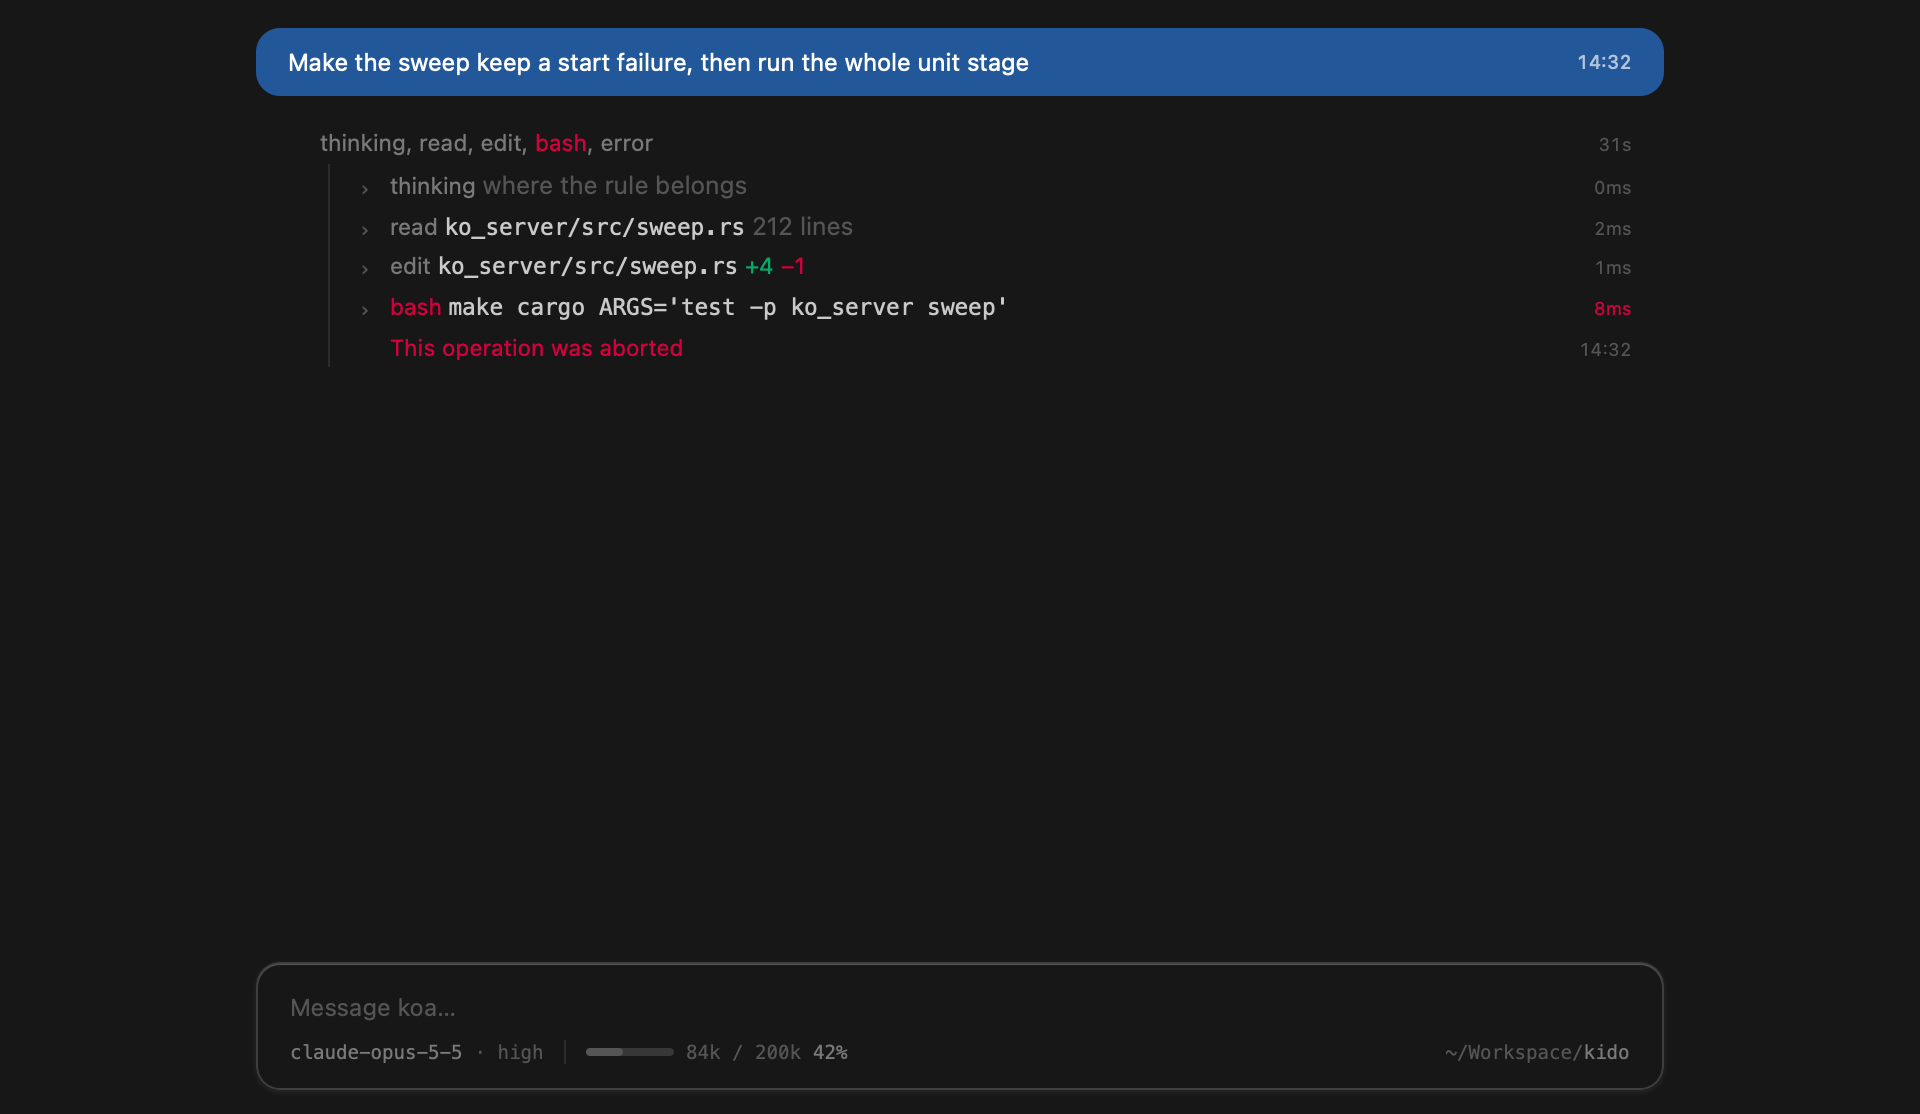 Make the sweep keep a start failure, then run the whole unit stage 14:32
thinking, read, edit, bash, error 31s
› thinking where the rule belongs 0ms
› read ko_server/src/sweep.rs 212 lines 2ms
› edit ko_server/src/sweep.rs +4 −1 1ms
› bash make cargo ARGS='test -p ko_server sweep' 8ms
This operation was aborted 14:32
Message koa…
claude-opus-5-5 · high 84k / 200k 42% ~/Workspace/kido